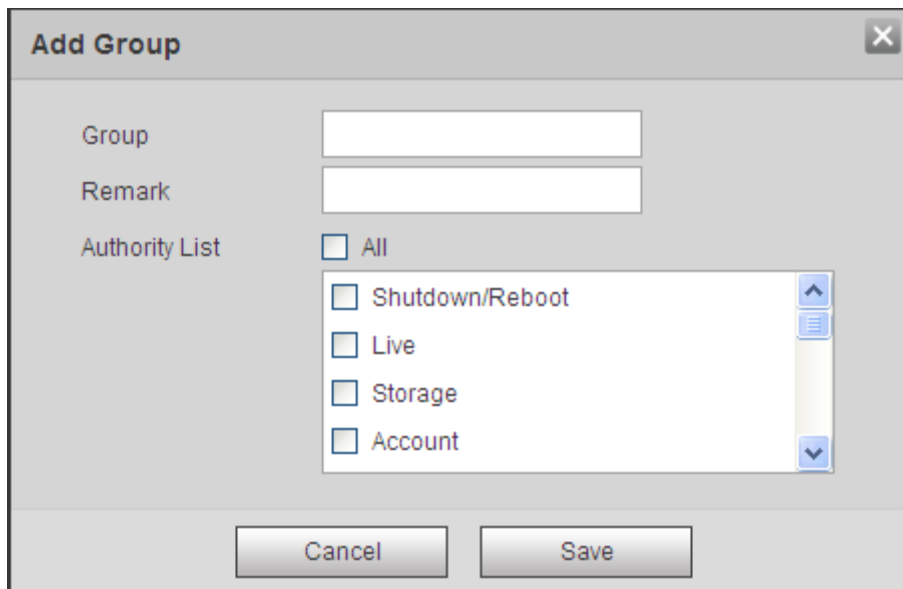 Add Group
Group
Remark
Authority List All
Shutdown/Reboot
Live
Storage
Account
Cancel Save